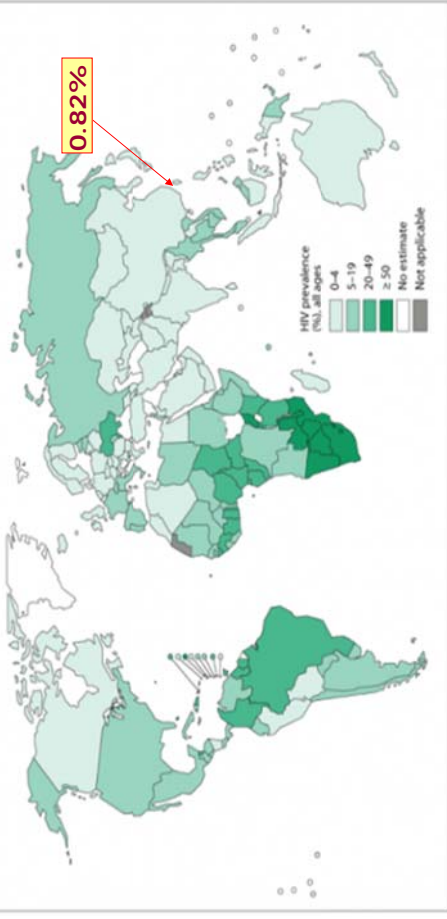 0.82%
HIV prevalence
(%), all ages
0–4
5–19
20–49
≥ 50
No estimate
Not applicable